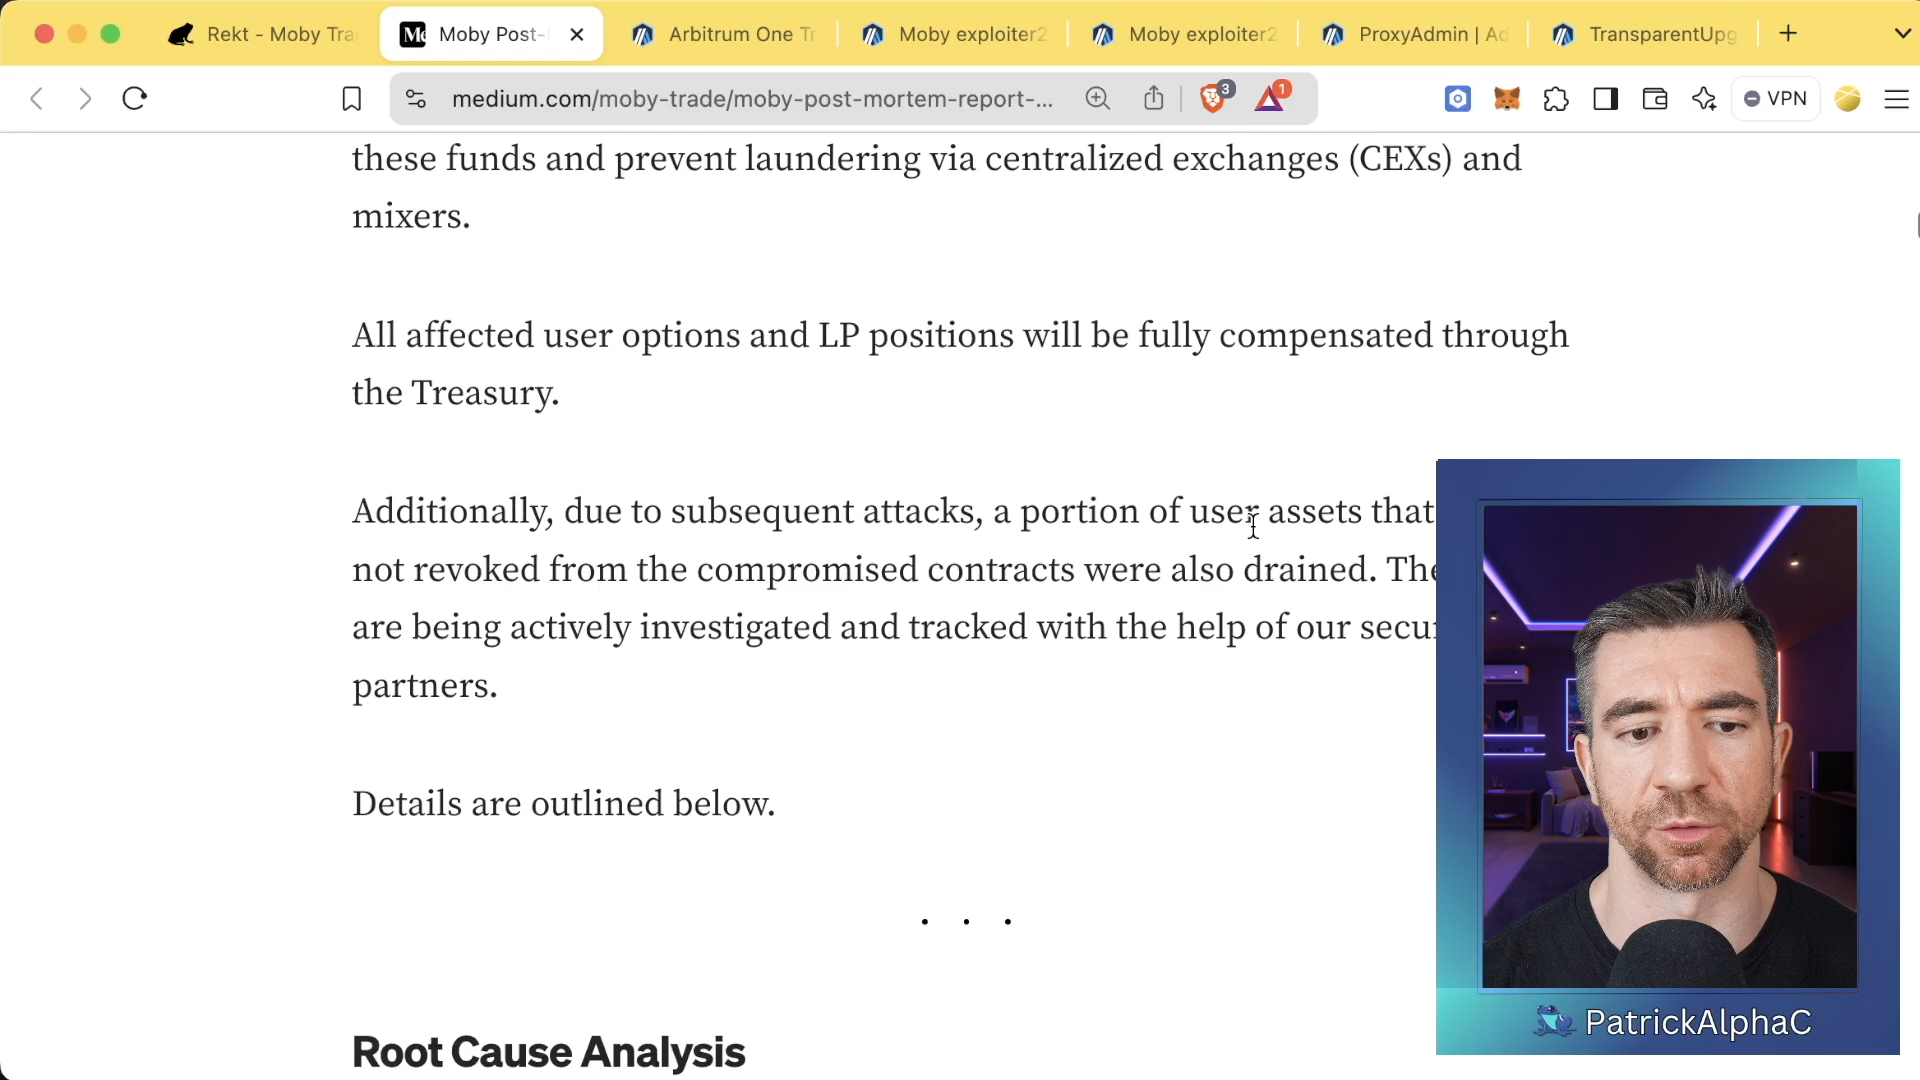 Rekt - Moby Tra
Moby Post-
Arbitrum One Tr
Moby exploiter2
Moby exploiter2
ProxyAdmin | Ad
TransparentUpg
medium.com/moby-trade/moby-post-mortem-report-...
3
1
VPN
these funds and prevent laundering via centralized exchanges (CEXs) and
mixers.
All affected user options and LP positions will be fully compensated through
the Treasury.
Additionally, due to subsequent attacks, a portion of user assets that
not revoked from the compromised contracts were also drained. The
are being actively investigated and tracked with the help of our secur
partners.
Details are outlined below.
. . .
Root Cause Analysis
PatrickAlphaC